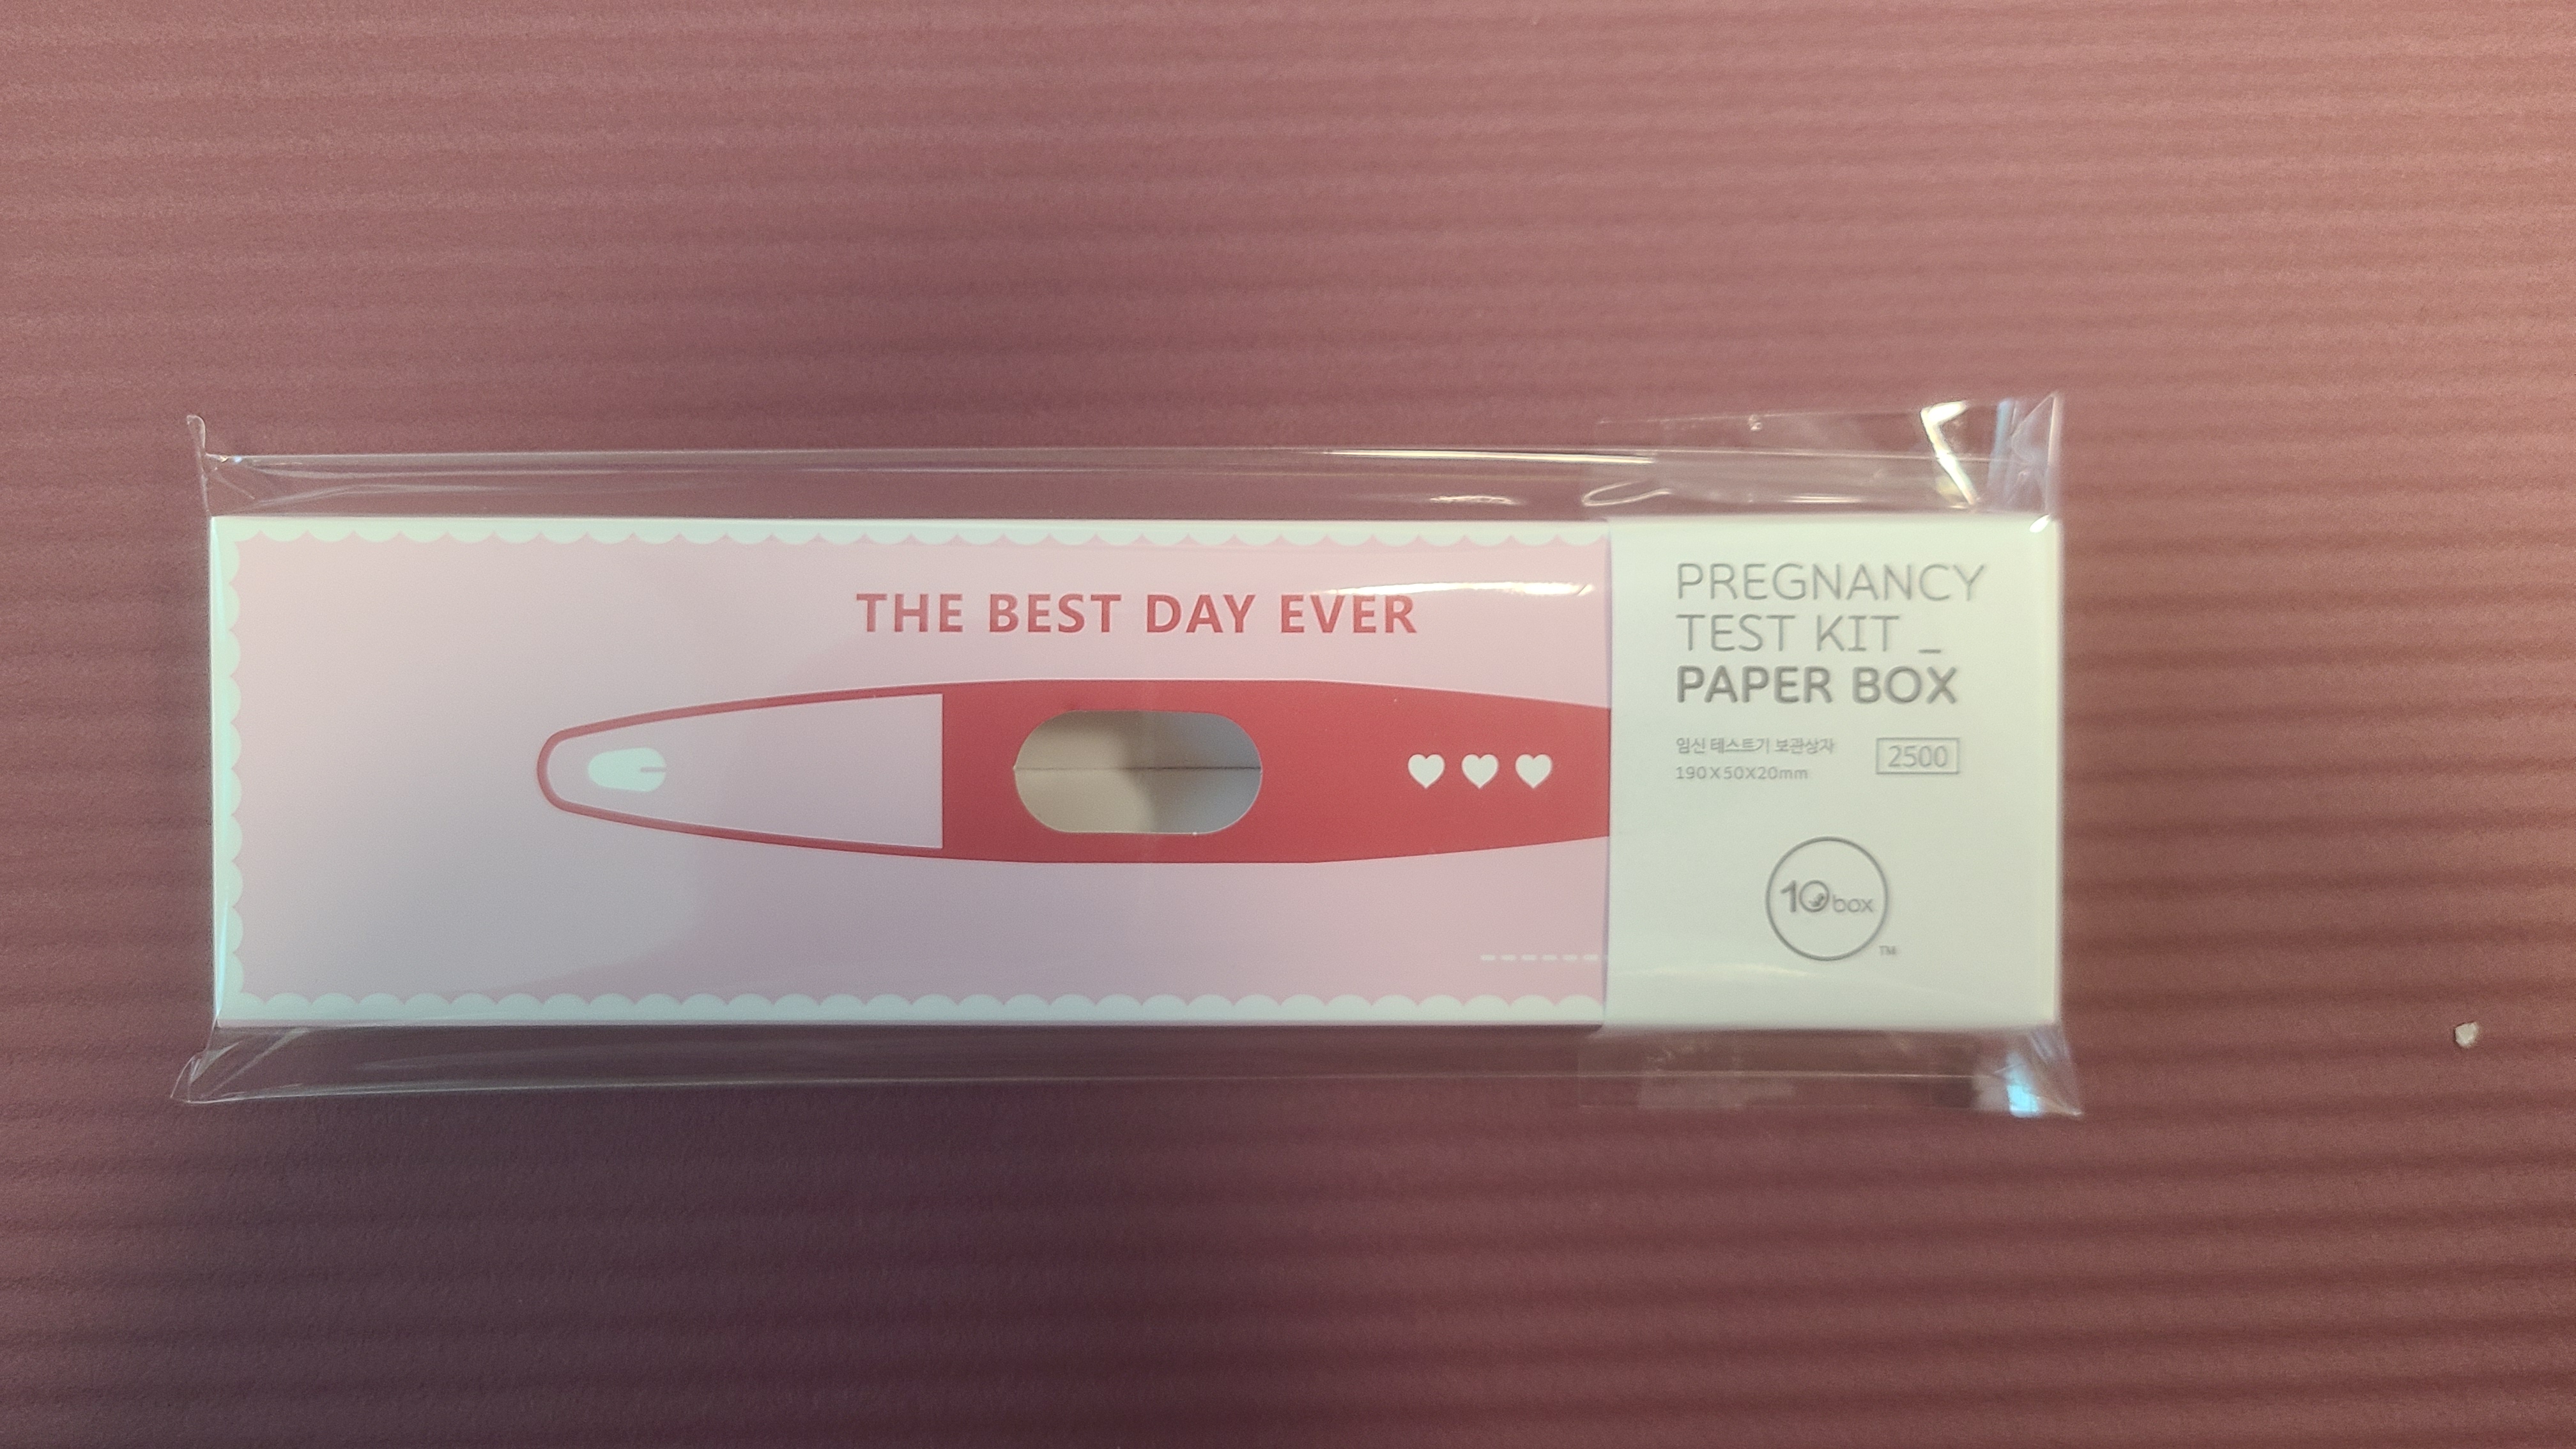 THE BEST DAY EVER
PREGNANCY
TEST KIT _
PAPER BOX
임신 테스트기 보관상자
190X50X20mm
2500
10box
TM